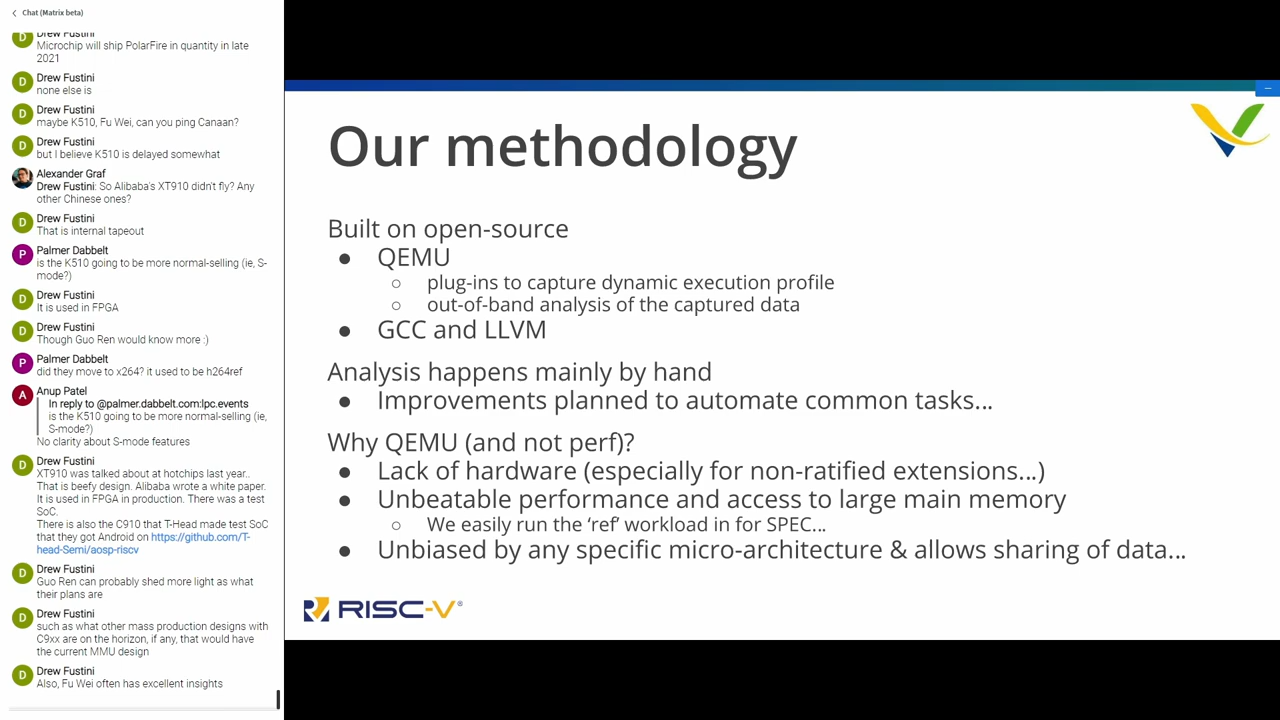 Chat (Matrix beta)
Drew Fustini
Microchip will ship PolarFire in quantity in late
2021
Drew Fustini
none else is
Drew Fustini
maybe K510, Fu Wei, can you ping Canaan?
Drew Fustini
but I believe K510 is delayed somewhat
Alexander Graf
Drew Fustini: So Alibaba's XT910 didn't fly? Any
other Chinese ones?
Drew Fustini
That is internal tapeout
Palmer Dabbelt
is the K510 going to be more normal-selling (ie, S-
mode?)
Drew Fustini
It is used in FPGA
Drew Fustini
Though Guo Ren would know more :)
Palmer Dabbelt
did they move to x264? it used to be h264ref
Anup Patel
In reply to @palmer.dabbelt.com:lpc.events
is the K510 going to be more normal-selling (ie,
S-mode?)
No clarity about S-mode features
Drew Fustini
XT910 was talked about at hotchips last year..
That is beefy design. Alibaba wrote a white paper.
It is used in FPGA in production. There was a test
SoC.
There is also the C910 that T-Head made test SoC
that they got Android on https://github.com/T-
head-Semi/aosp-riscv
Drew Fustini
Guo Ren can probably shed more light as what
their plans are
Drew Fustini
such as what other mass production designs with
C9xx are on the horizon, if any, that would have
the current MMU design
Drew Fustini
Also, Fu Wei often has excellent insights
Our methodology
Built on open-source
● QEMU
○ plug-ins to capture dynamic execution profile
○ out-of-band analysis of the captured data
● GCC and LLVM
Analysis happens mainly by hand
● Improvements planned to automate common tasks…
Why QEMU (and not perf)?
● Lack of hardware (especially for non-ratified extensions…)
● Unbeatable performance and access to large main memory
○ We easily run the ‘ref’ workload in for SPEC…
● Unbiased by any specific micro-architecture & allows sharing of data…
RISC-V®